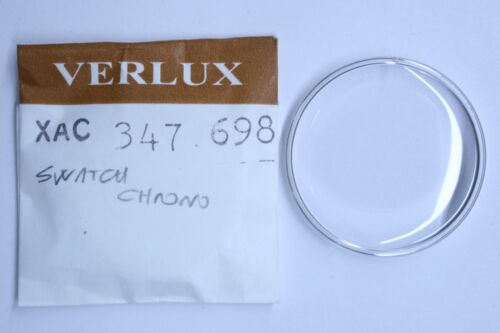 VERLUX
XAC 347.698
SWATCH
CHRONO